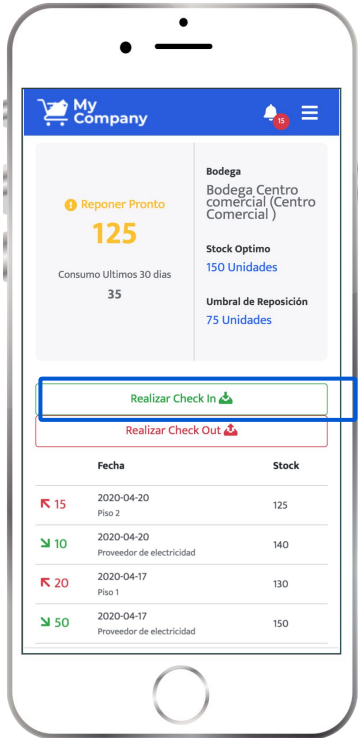 My
Company
15
Reponer Pronto
125
Consumo Ultimos 30 dias
35
Bodega
Bodega Centro
comercial (Centro
Comercial )
Stock Optimo
150 Unidades
Umbral de Reposición
75 Unidades
Realizar Check In
Realizar Check Out
Fecha Stock
15 2020-04-20 125
Piso 2
10 2020-04-20 140
Proveedor de electricidad
20 2020-04-17 130
Piso 1
50 2020-04-17 150
Proveedor de electricidad